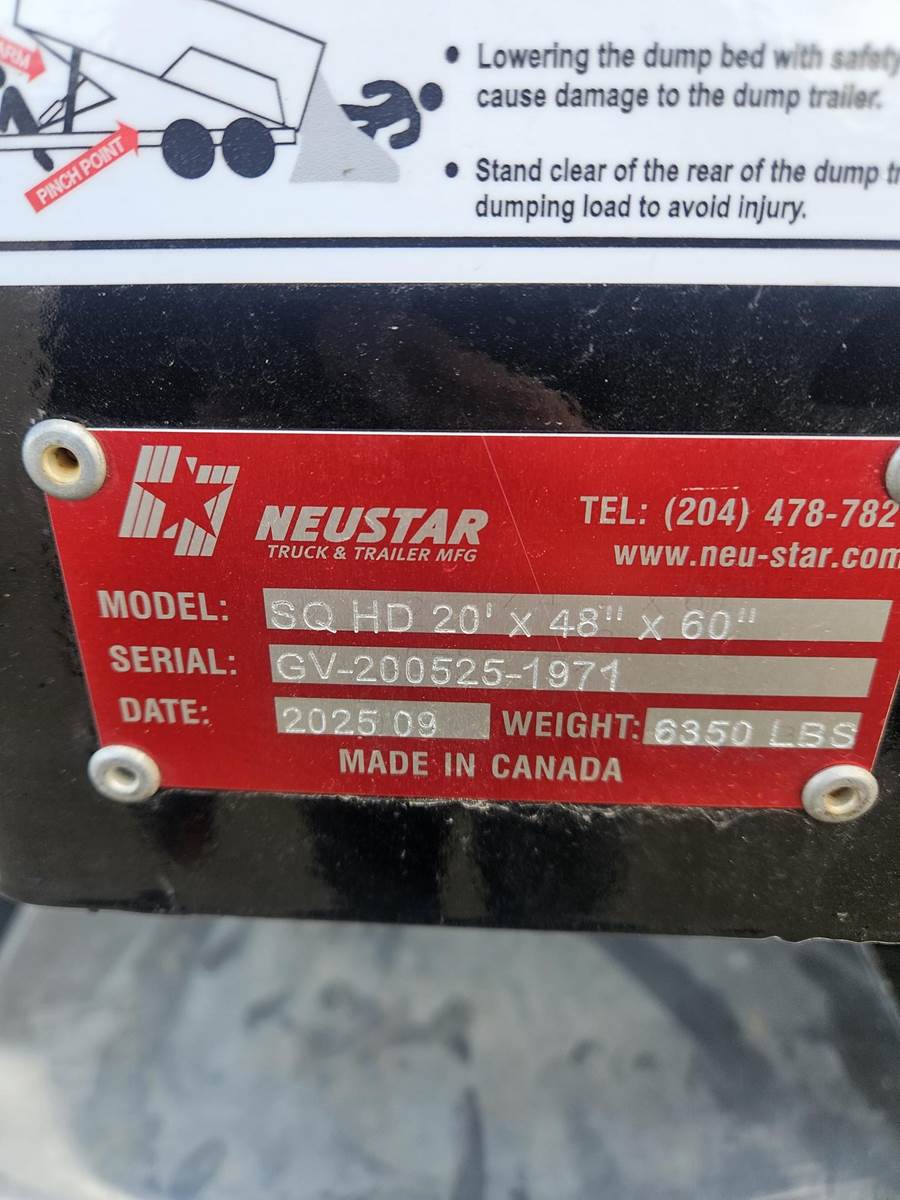 ARM
PINCH POINT
• Lowering the dump bed with safety
cause damage to the dump trailer.
• Stand clear of the rear of the dump
dumping load to avoid injury.
NEUSTAR
TRUCK & TRAILER MFG
TEL: (204) 478-782
www.neu-star.com
MODEL: SQ HD 20' x 48" x 60"
SERIAL: GV-200525-1971
DATE: 2025 09 WEIGHT: 6350 LBS
MADE IN CANADA